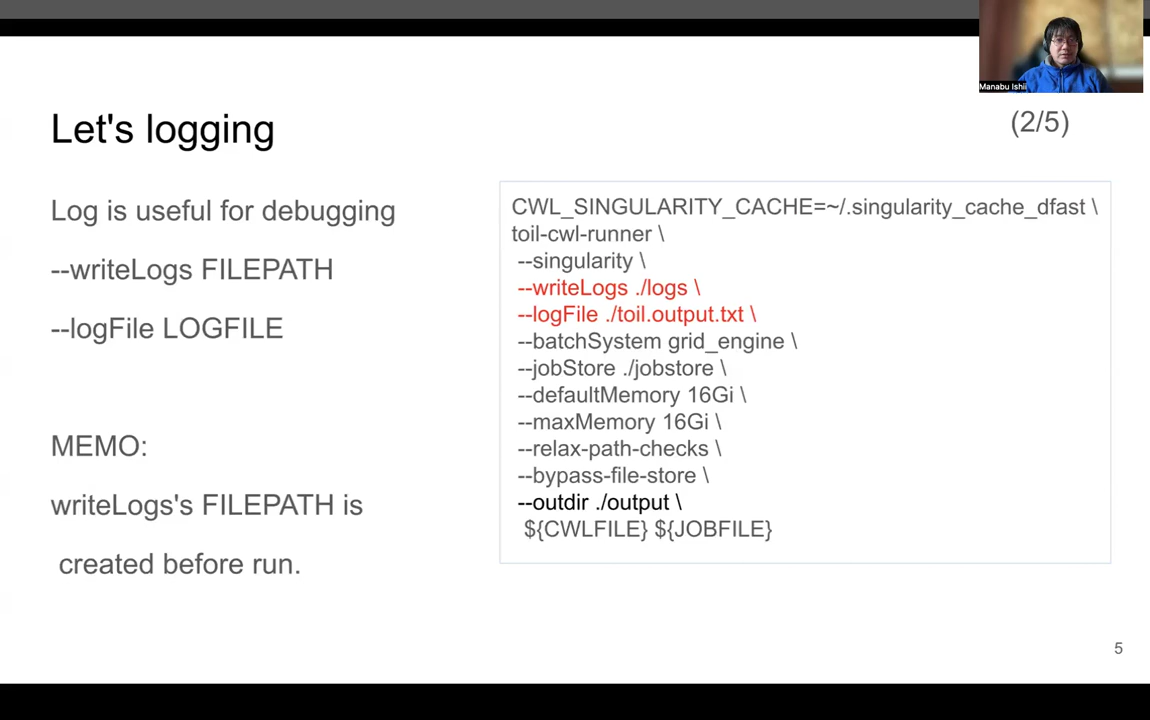 Manabu Ishii
Let's logging
(2/5)
Log is useful for debugging
--writeLogs FILEPATH
--logFile LOGFILE
MEMO:
writeLogs's FILEPATH is
created before run.
CWL_SINGULARITY_CACHE=~/.singularity_cache_dfast \
toil-cwl-runner \
--singularity \
--writeLogs ./logs \
--logFile ./toil.output.txt \
--batchSystem grid_engine \
--jobStore ./jobstore \
--defaultMemory 16Gi \
--maxMemory 16Gi \
--relax-path-checks \
--bypass-file-store \
--outdir ./output \
${CWLFILE} ${JOBFILE}
5